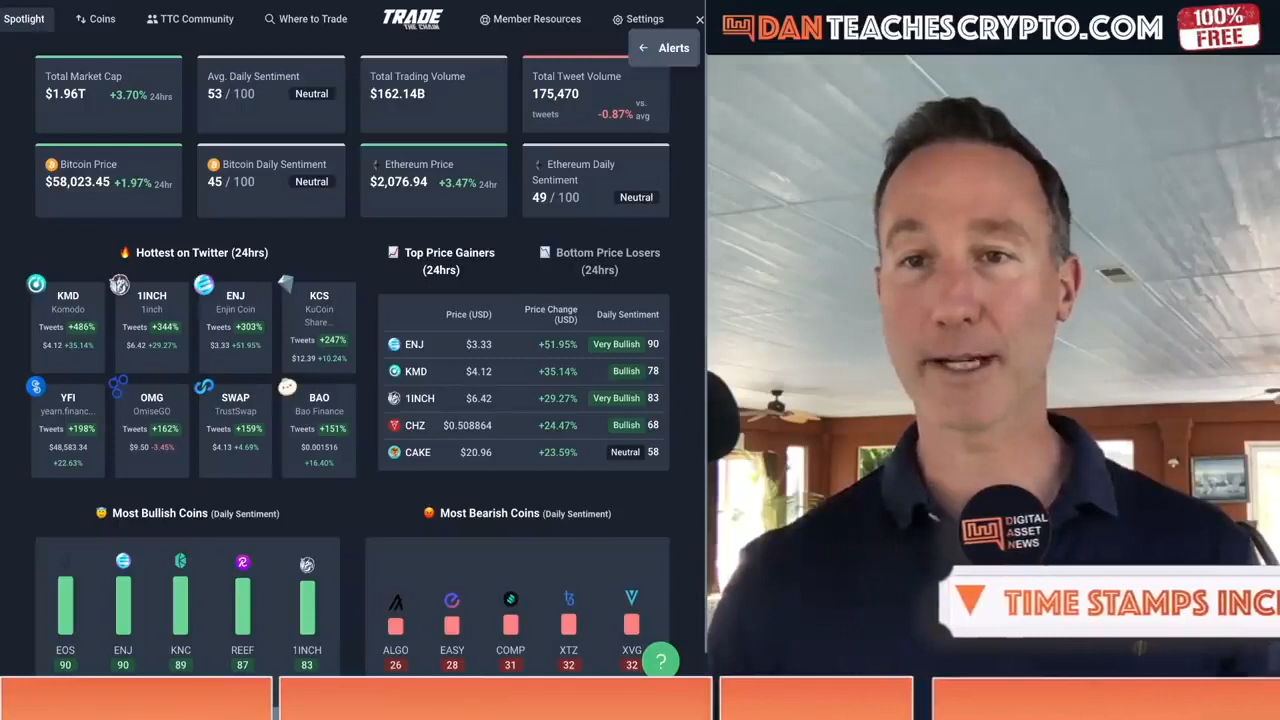 Spotlight
Coins
TTC Community
Where to Trade
TRADE
THE CHAIN
Member Resources
Settings
Alerts
DANTEACHESCRYPTO.COM
100%
FREE
Total Market Cap
$1.96T +3.70% 24hrs
Avg. Daily Sentiment
53 / 100 Neutral
Total Trading Volume
$162.14B
Total Tweet Volume
175,470
tweets -0.87% vs. avg
Bitcoin Price
$58,023.45 +1.97% 24hr
Bitcoin Daily Sentiment
45 / 100 Neutral
Ethereum Price
$2,076.94 +3.47% 24hr
Ethereum Daily
Sentiment
49 / 100 Neutral
🔥 Hottest on Twitter (24hrs)
KMD
Komodo
Tweets +486%
$4.12 +35.14%
1INCH
1inch
Tweets +344%
$6.42 +29.27%
ENJ
Enjin Coin
Tweets +303%
$3.33 +51.95%
KCS
KuCoin
Share...
Tweets +247%
$12.39 +10.24%
YFI
yearn.financ...
Tweets +198%
$48,583.34
+22.63%
OMG
OmiseGO
Tweets +162%
$9.50 -3.45%
SWAP
TrustSwap
Tweets +159%
$4.13 +4.69%
BAO
Bao Finance
Tweets +151%
$0.001516
+16.40%
Top Price Gainers
(24hrs)
Bottom Price Losers
(24hrs)
Price (USD) Price Change (USD) Daily Sentiment
ENJ $3.33 +51.95% Very Bullish 90
KMD $4.12 +35.14% Bullish 78
1INCH $6.42 +29.27% Very Bullish 83
CHZ $0.508864 +24.47% Bullish 68
CAKE $20.96 +23.59% Neutral 58
Most Bullish Coins (Daily Sentiment)
EOS ENJ KNC REEF 1INCH
90 90 89 87 83
Most Bearish Coins (Daily Sentiment)
ALGO EASY COMP XTZ XVG
26 28 31 32 32
?
DIGITAL
ASSET
NEWS
TIME STAMPS INC